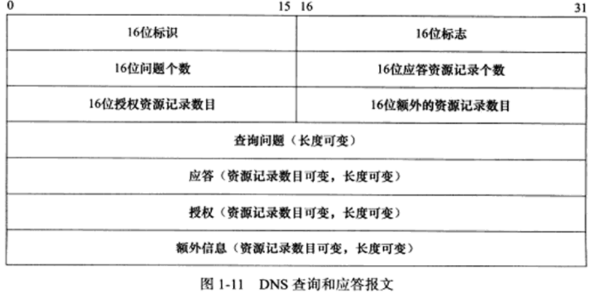 0 15 16 31
16位标识 16位标志
16位问题个数 16位应答资源记录个数
16位授权资源记录数目 16位额外的资源记录数目
查询问题（长度可变）
应答（资源记录数目可变，长度可变）
授权（资源记录数目可变，长度可变）
额外信息（资源记录数目可变，长度可变）
图 1-11 DNS 查询和应答报文